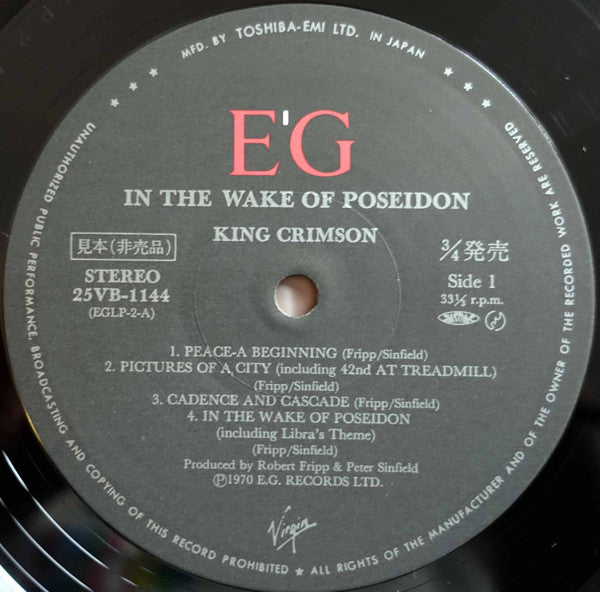 MFD. BY TOSHIBA-EMI LTD. IN JAPAN
E'G
IN THE WAKE OF POSEIDON
KING CRIMSON
見本(非売品)
3/4発売
STEREO
Side 1
25VB-1144
33⅓ r.p.m.
(EGLP-2-A)
1. PEACE-A BEGINNING (Fripp/Sinfield)
2. PICTURES OF A CITY (including 42nd AT TREADMILL)
(Fripp/Sinfield)
3. CADENCE AND CASCADE (Fripp/Sinfield)
4. IN THE WAKE OF POSEIDON
(including Libra's Theme)
(Fripp/Sinfield)
Produced by Robert Fripp & Peter Sinfield
Ⓟ1970 E.G. RECORDS LTD.
Virgin
UNAUTHORIZED PUBLIC PERFORMANCE, BROADCASTING AND COPYING OF THIS RECORD PROHIBITED ★ ALL RIGHTS OF THE MANUFACTURER AND OF THE OWNER OF THE RECORDED WORK ARE RESERVED